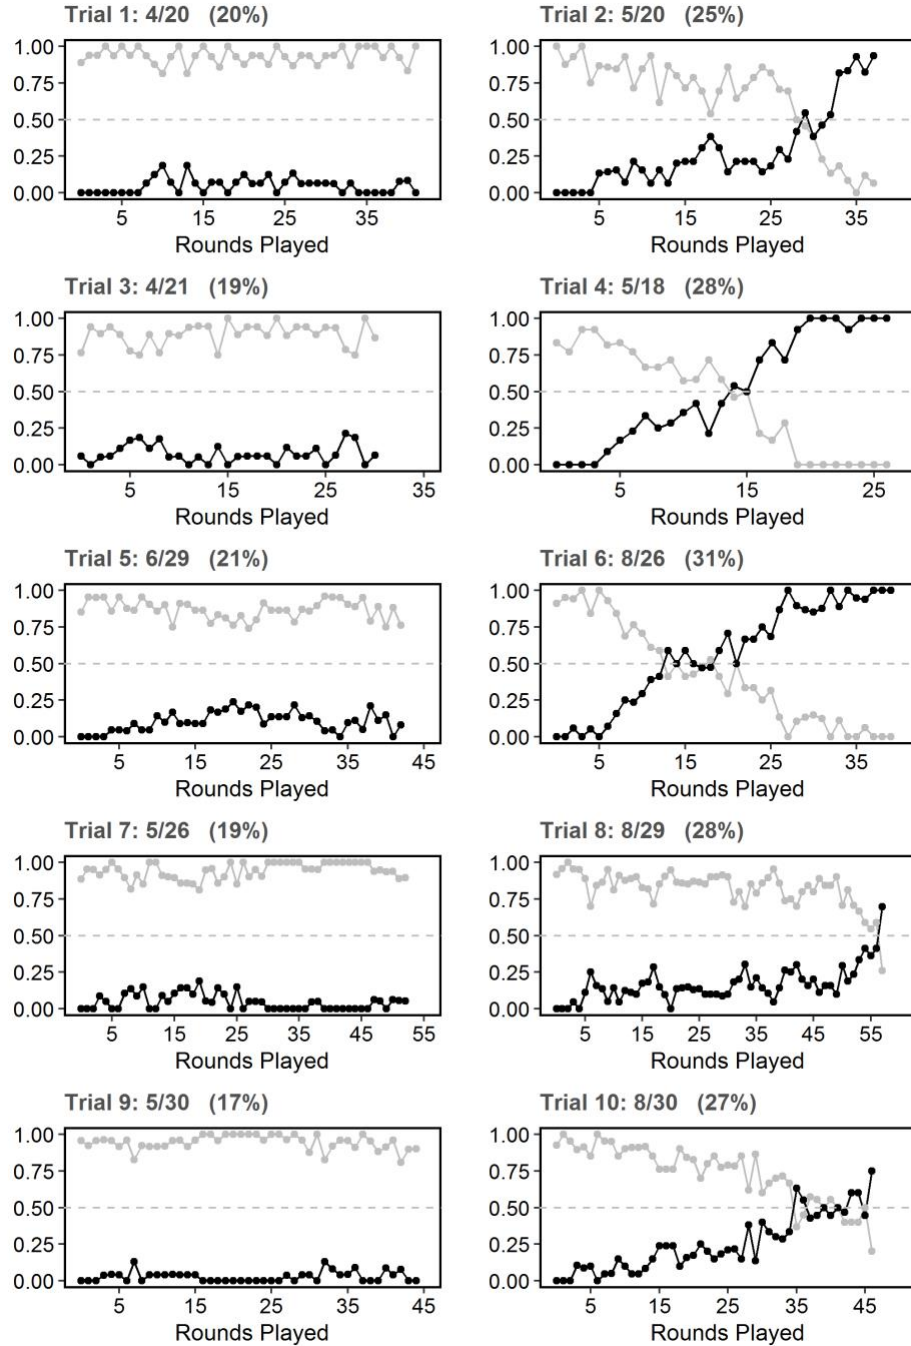 Trial 1: 4/20 (20%)
1.00
0.75
0.50
0.25
0.00
5 15 25 35
Rounds Played
Trial 2: 5/20 (25%)
1.00
0.75
0.50
0.25
0.00
5 15 25 35
Rounds Played
Trial 3: 4/21 (19%)
1.00
0.75
0.50
0.25
0.00
5 15 25 35
Rounds Played
Trial 4: 5/18 (28%)
1.00
0.75
0.50
0.25
0.00
5 15 25
Rounds Played
Trial 5: 6/29 (21%)
1.00
0.75
0.50
0.25
0.00
5 15 25 35 45
Rounds Played
Trial 6: 8/26 (31%)
1.00
0.75
0.50
0.25
0.00
5 15 25 35
Rounds Played
Trial 7: 5/26 (19%)
1.00
0.75
0.50
0.25
0.00
5 15 25 35 45 55
Rounds Played
Trial 8: 8/29 (28%)
1.00
0.75
0.50
0.25
0.00
5 15 25 35 45 55
Rounds Played
Trial 9: 5/30 (17%)
1.00
0.75
0.50
0.25
0.00
5 15 25 35 45
Rounds Played
Trial 10: 8/30 (27%)
1.00
0.75
0.50
0.25
0.00
5 15 25 35 45
Rounds Played